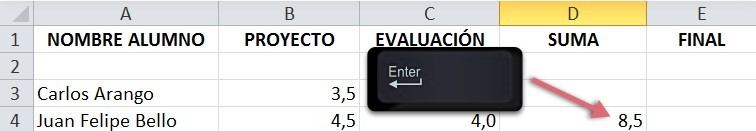 A B C D E
1 NOMBRE ALUMNO PROYECTO EVALUACIÓN SUMA FINAL
2 Enter
3 Carlos Arango 3,5
4 Juan Felipe Bello 4,5 4,0 8,5